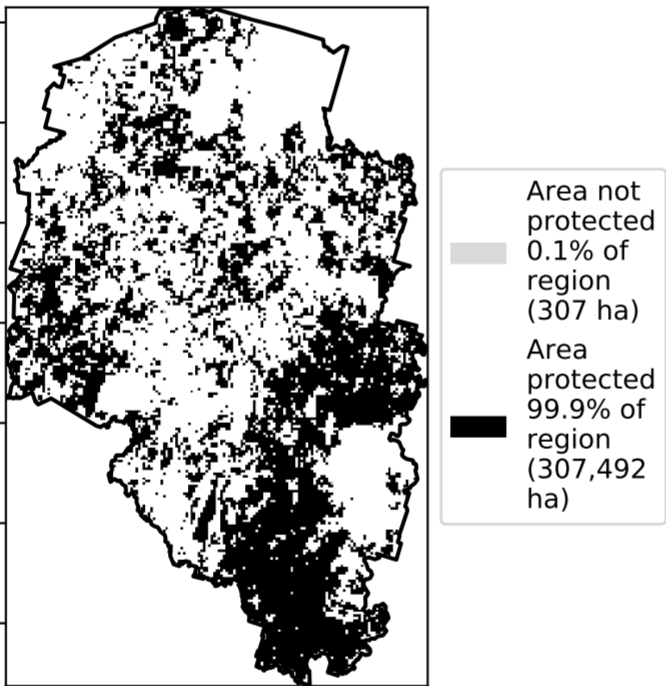 Area not
protected
0.1% of
region
(307 ha)
Area
protected
99.9% of
region
(307,492
ha)